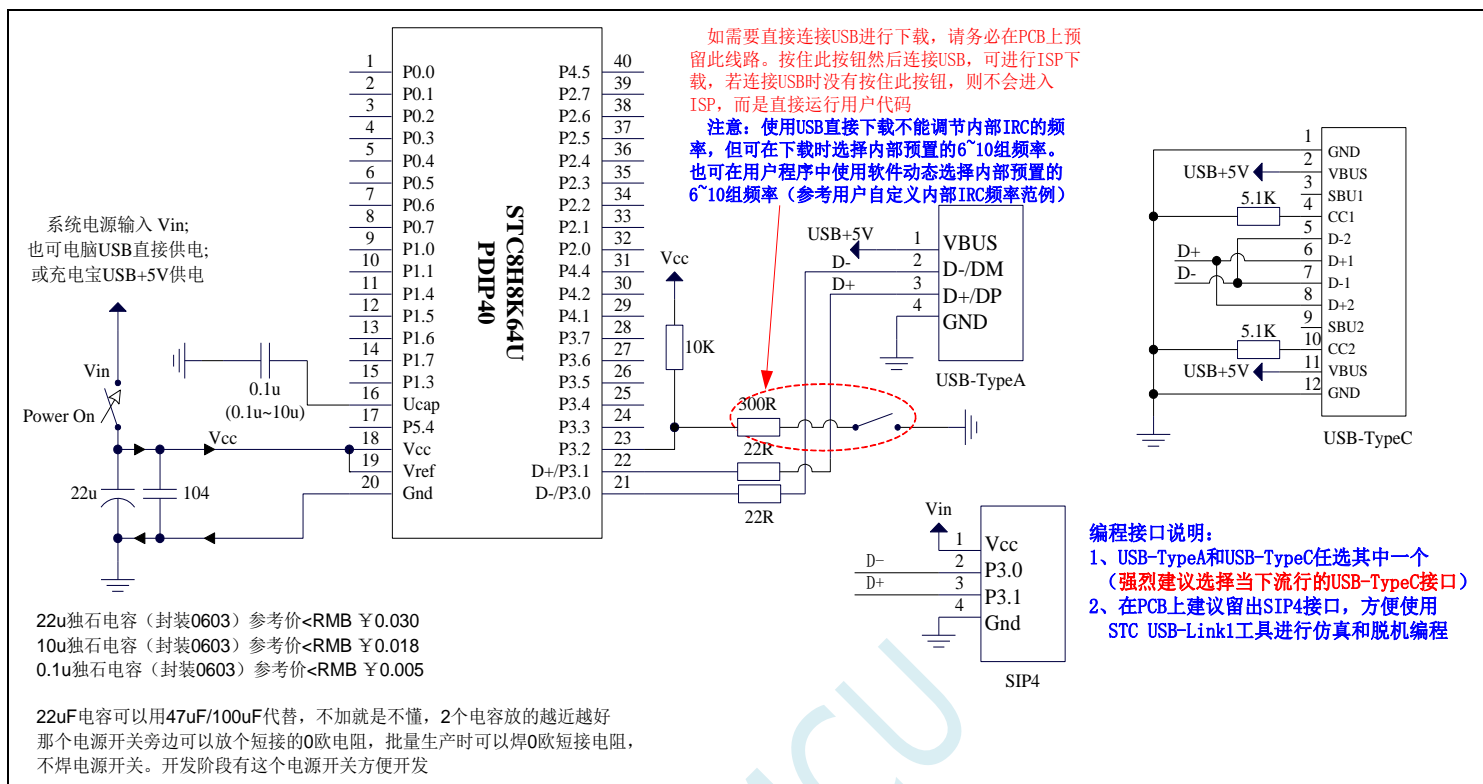 如需要直接连接USB进行下载，请务必在PCB上预
留此线路。按住此按钮然后连接USB，可进行ISP下
载，若连接USB时没有按住此按钮，则不会进入
ISP，而是直接运行用户代码
注意：使用USB直接下载不能调节内部IRC的频
率，但可在下载时选择内部预置的6~10组频率。
也可在用户程序中使用软件动态选择内部预置的
6~10组频率（参考用户自定义内部IRC频率范例）
系统电源输入 Vin;
也可电脑USB直接供电;
或充电宝USB+5V供电
Vin
Power On
Vcc
22u
104
0.1u
(0.1u~10u)
STC8H8K64U
PDIP40
1 P0.0
2 P0.1
3 P0.2
4 P0.3
5 P0.4
6 P0.5
7 P0.6
8 P0.7
9 P1.0
10 P1.1
11 P1.4
12 P1.5
13 P1.6
14 P1.7
15 P1.3
16 Ucap
17 P5.4
18 Vcc
19 Vref
20 Gnd
P4.5 40
P2.7 39
P2.6 38
P2.5 37
P2.4 36
P2.3 35
P2.2 34
P2.1 33
P2.0 32
P4.4 31
P4.2 30
P4.1 29
P3.7 28
P3.6 27
P3.5 26
P3.4 25
P3.3 24
P3.2 23
D+/P3.1 22
D-/P3.0 21
Vcc
10K
300R
22R
22R
USB+5V
D-
D+
1 VBUS
2 D-/DM
3 D+/DP
4 GND
USB-TypeA
Vin
D-
D+
1 Vcc
2 P3.0
3 P3.1
4 Gnd
SIP4
USB+5V
5.1K
D+
D-
5.1K
USB+5V
1 GND
2 VBUS
3 SBU1
4 CC1
5 D-2
6 D+1
7 D-1
8 D+2
9 SBU2
10 CC2
11 VBUS
12 GND
USB-TypeC
编程接口说明：
1、USB-TypeA和USB-TypeC任选其中一个
（强烈建议选择当下流行的USB-TypeC接口）
2、在PCB上建议留出SIP4接口，方便使用
STC USB-Link1工具进行仿真和脱机编程
22u独石电容（封装0603）参考价<RMB ￥0.030
10u独石电容（封装0603）参考价<RMB ￥0.018
0.1u独石电容（封装0603）参考价<RMB ￥0.005
22uF电容可以用47uF/100uF代替，不加就是不懂，2个电容放的越近越好
那个电源开关旁边可以放个短接的0欧电阻，批量生产时可以焊0欧短接电阻，
不焊电源开关。开发阶段有这个电源开关方便开发
MCU